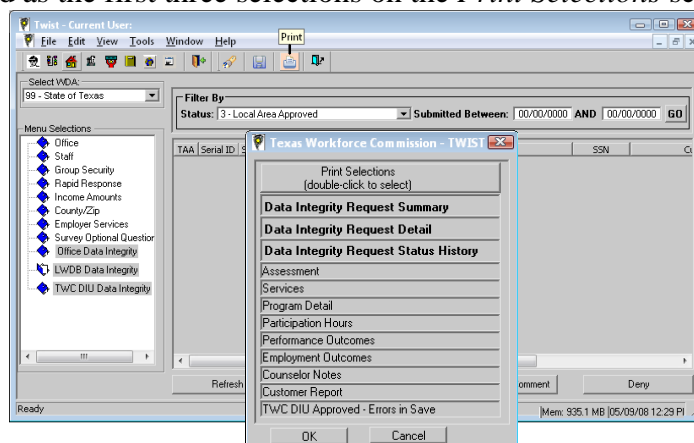 d as the first three selections on the Print Selections se
Twist - Current User:
File Edit View Tools Window Help
Print
Select WDA:
99 - State of Texas
Filter By
Status: 3 - Local Area Approved Submitted Between: 00/00/0000 AND 00/00/0000 GO
Menu Selections
Office
Staff
Group Security
Rapid Response
Income Amounts
County/Zip
Employer Services
Survey Optional Question
Office Data Integrity
LWDB Data Integrity
TWC DIU Data Integrity
TAA Serial ID S SSN Cu
Texas Workforce Commission - TWIST
Print Selections
(double-click to select)
Data Integrity Request Summary
Data Integrity Request Detail
Data Integrity Request Status History
Assessment
Services
Program Detail
Participation Hours
Performance Outcomes
Employment Outcomes
Counselor Notes
Customer Report
TWC DIU Approved - Errors in Save
OK Cancel
Refresh omment Deny
Ready Mem: 935.1 MB 05/09/08 12:29 PI